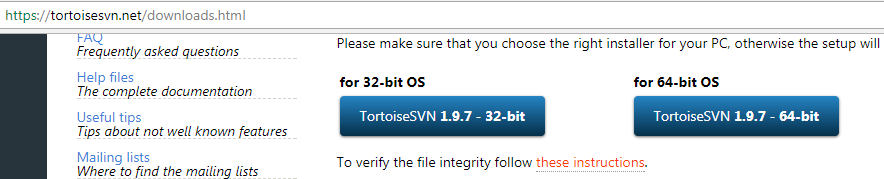 https://tortoisesvn.net/downloads.html
FAQ
Frequently asked questions
Help files
The complete documentation
Useful tips
Tips about not well known features
Mailing lists
Where to find the mailing lists
Please make sure that you choose the right installer for your PC, otherwise the setup will
for 32-bit OS
for 64-bit OS
TortoiseSVN 1.9.7 - 32-bit
TortoiseSVN 1.9.7 - 64-bit
To verify the file integrity follow these instructions.